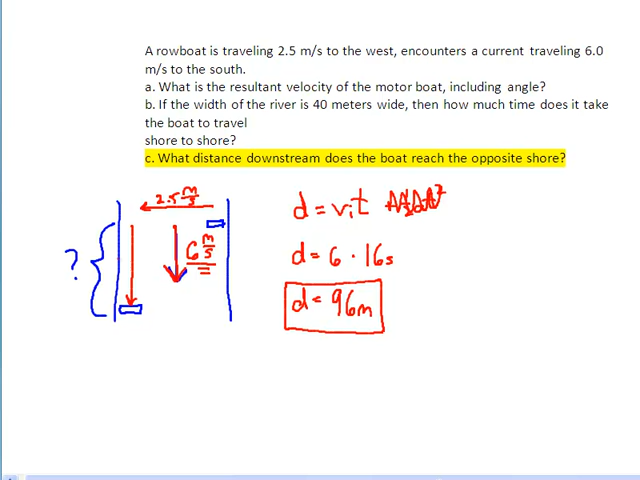 A rowboat is traveling 2.5 m/s to the west, encounters a current traveling 6.0
m/s to the south.
a. What is the resultant velocity of the motor boat, including angle?
b. If the width of the river is 40 meters wide, then how much time does it take
the boat to travel
shore to shore?
c. What distance downstream does the boat reach the opposite shore?
2.5 m/s
d = vit
?
6 m/s
d = 6 · 16s
d = 96m